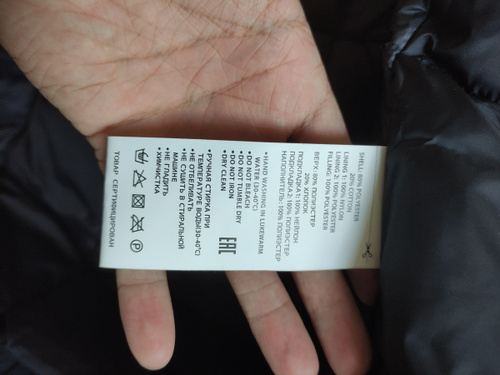 SHELL: 80% POLYESTER
20% COTTON
LINING 1: 100% NYLON
LINING 2: 100% POLYESTER
FILLING: 100% POLYESTER
ВЕРХ: 80% ПОЛИЭСТЕР
20% ХЛОПОК
ПОДКЛАДКА 1: 100% НЕЙЛОН
ПОДКЛАДКА 2: 100% ПОЛИЭСТЕР
НАПОЛНИТЕЛЬ: 100% ПОЛИЭСТЕР
•HAND WASHING IN LUKEWARM
WATER (30-40°C)
•DO NOT BLEACH
•DO NOT TUMBLE DRY
•DO NOT IRON
•DRY CLEAN
EAC
•РУЧНАЯ СТИРКА ПРИ
ТЕМПЕРАТУРЕ ВОДЫ(30-40°C)
•НЕ ОТБЕЛИВАТЬ
•НЕ СУШИТЬ В СТИРАЛЬНОЙ
МАШИНЕ
•НЕ ГЛАДИТЬ
•ХИМЧИСТКА
P
ТОВАР СЕРТИФИЦИРОВАН